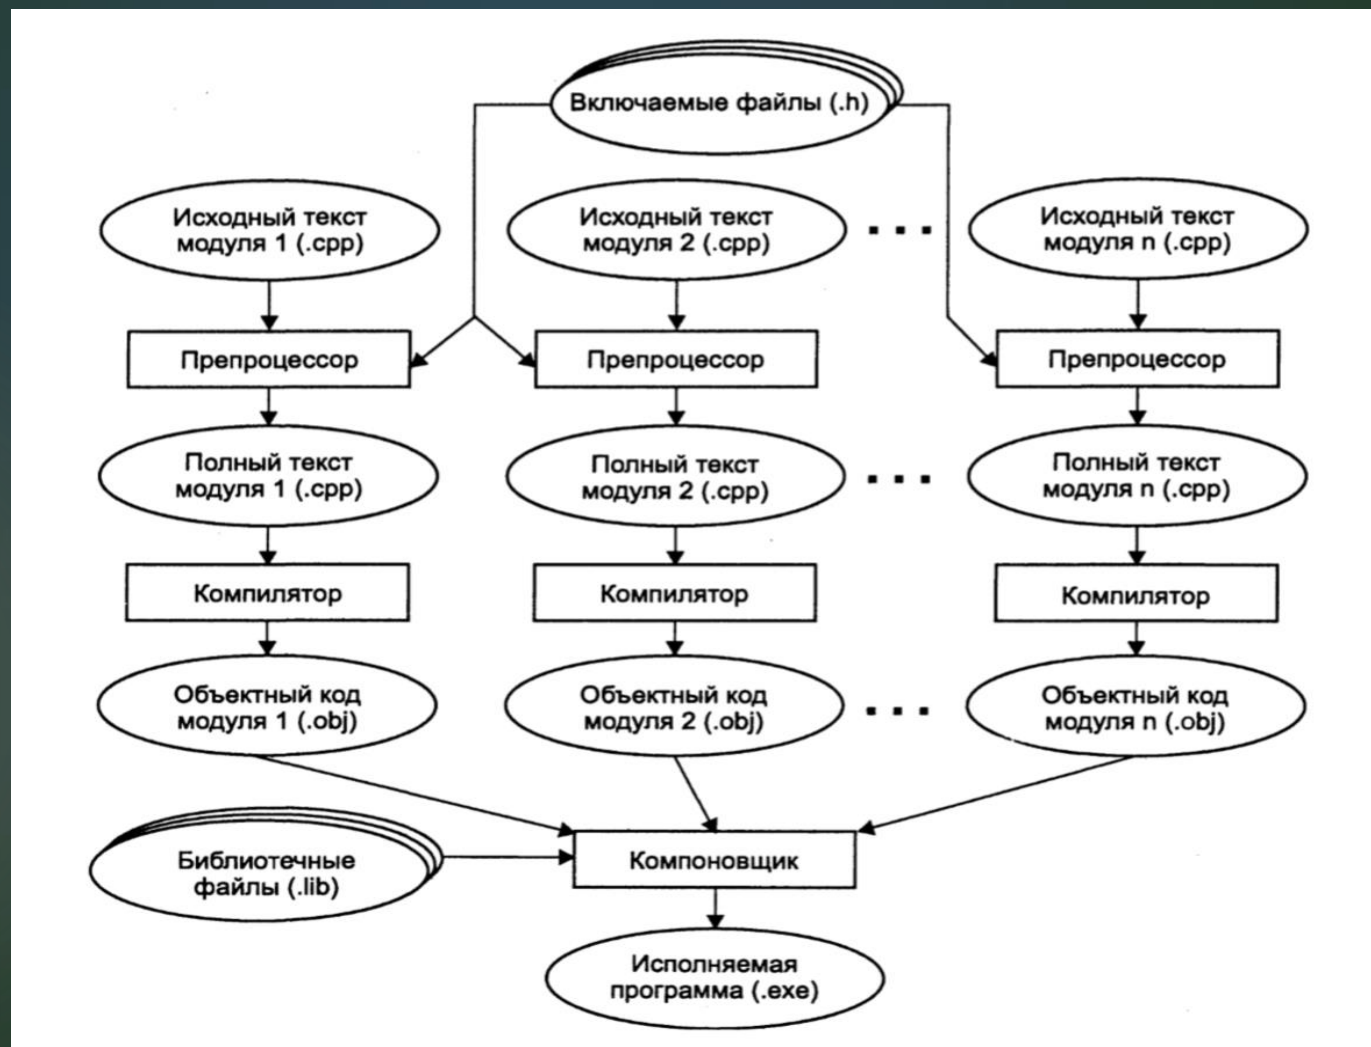 Включаемые файлы (.h)
Исходный текст
модуля 1 (.cpp)
Исходный текст
модуля 2 (.cpp)
Исходный текст
модуля n (.cpp)
Препроцессор
Препроцессор
Препроцессор
Полный текст
модуля 1 (.cpp)
Полный текст
модуля 2 (.cpp)
Полный текст
модуля n (.cpp)
Компилятор
Компилятор
Компилятор
Объектный код
модуля 1 (.obj)
Объектный код
модуля 2 (.obj)
Объектный код
модуля n (.obj)
Библиотечные
файлы (.lib)
Компоновщик
Исполняемая
программа (.exe)